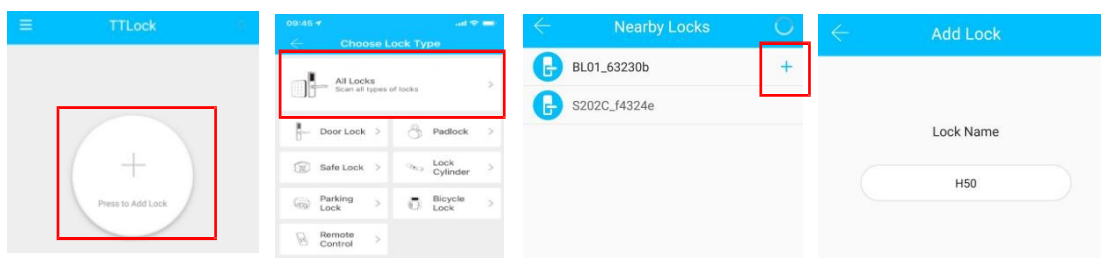 TTLock
Press to Add Lock
09:45
Choose Lock Type
All Locks
Scan all types of locks
Door Lock
Padlock
Safe Lock
Lock
Cylinder
Parking
Lock
Bicycle
Lock
Remote
Control
Nearby Locks
BL01_63230b
S202C_f4324e
Add Lock
Lock Name
H50